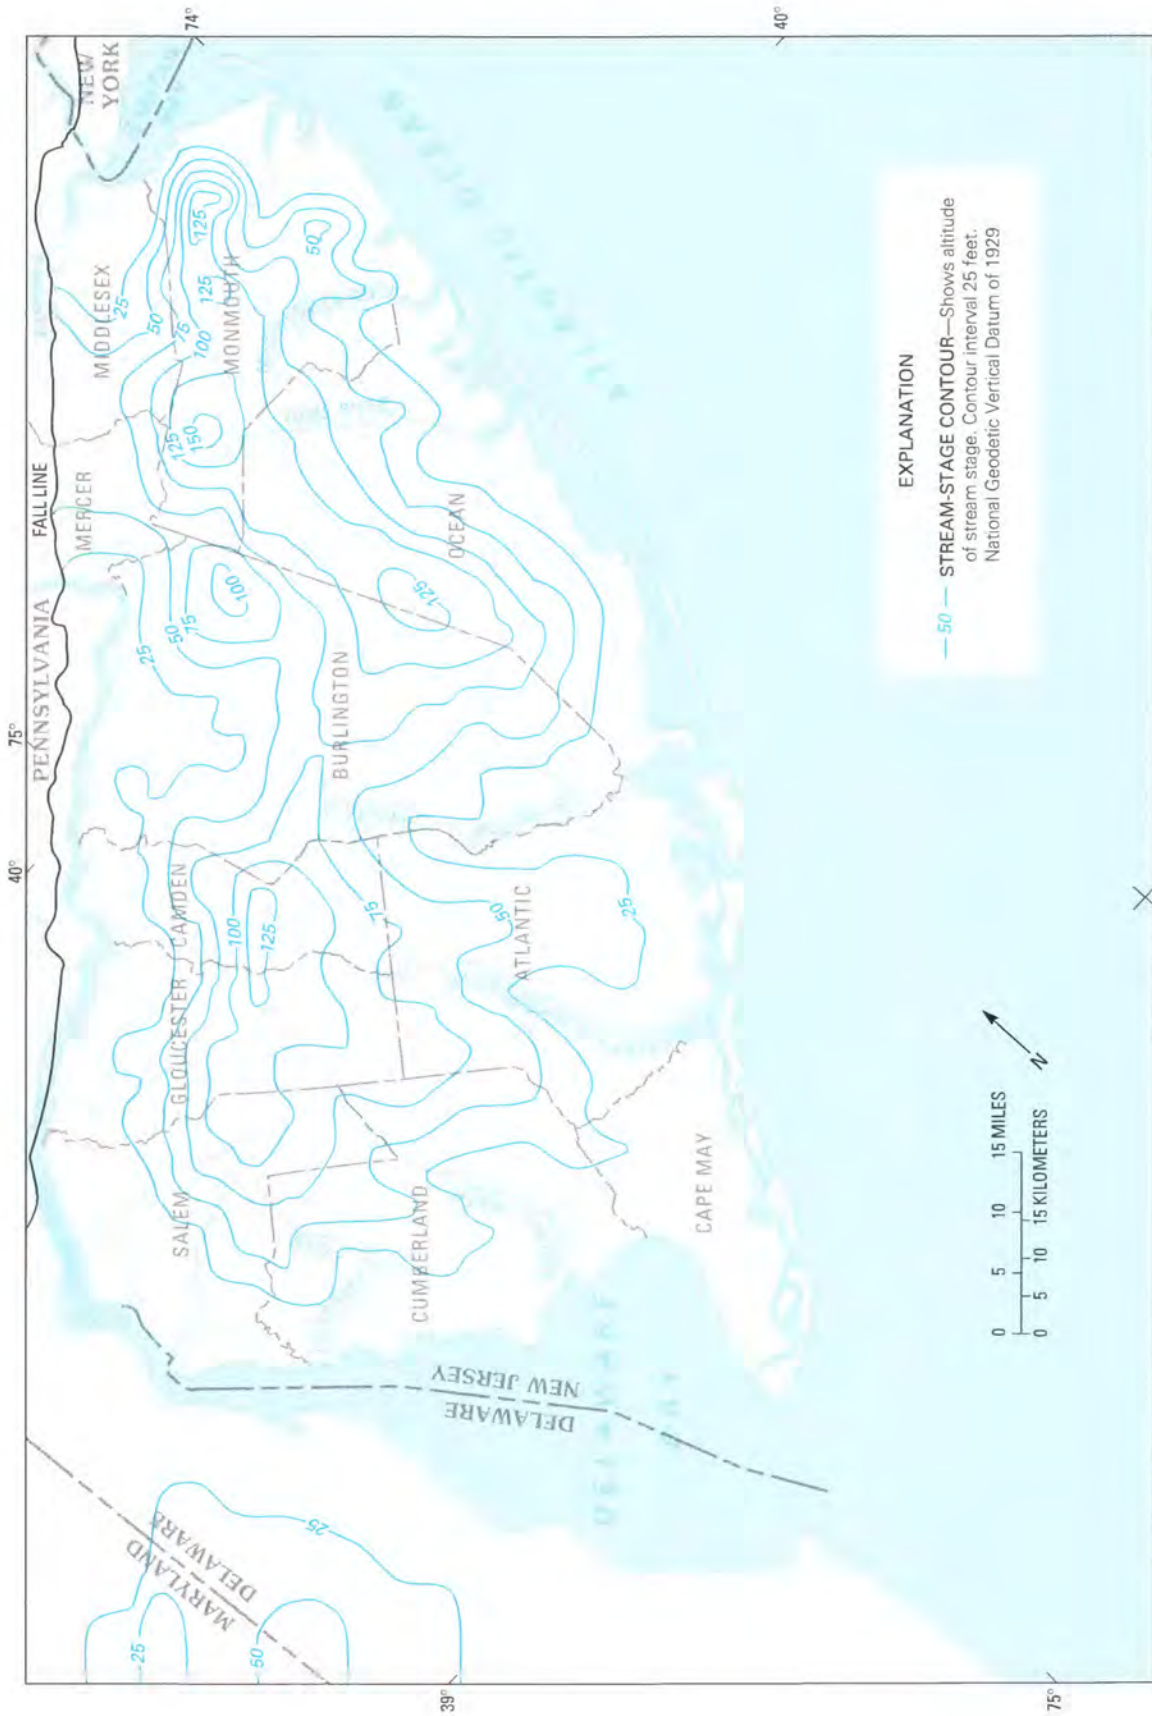 74°
40°
NEW
YORK
MIDDLESEX
25
50
75
100
125
125
MONMOUTH
50
ATLANTIC OCEAN
FALL LINE
MERCER
125
150
PENNSYLVANIA
25
50
75
100
OCEAN
125
BURLINGTON
75°
40°
CAMDEN
GLOUCESTER
100
125
75
50
25
ATLANTIC
SALEM
CUMBERLAND
CAPE MAY
DELAWARE
BAY
NEW JERSEY
DELAWARE
MARYLAND
DELAWARE
25
25
50
39°
75°
EXPLANATION
— 50 — STREAM-STAGE CONTOUR—Shows altitude
of stream stage. Contour interval 25 feet.
National Geodetic Vertical Datum of 1929
0 5 10 15 MILES
0 5 10 15 KILOMETERS
N